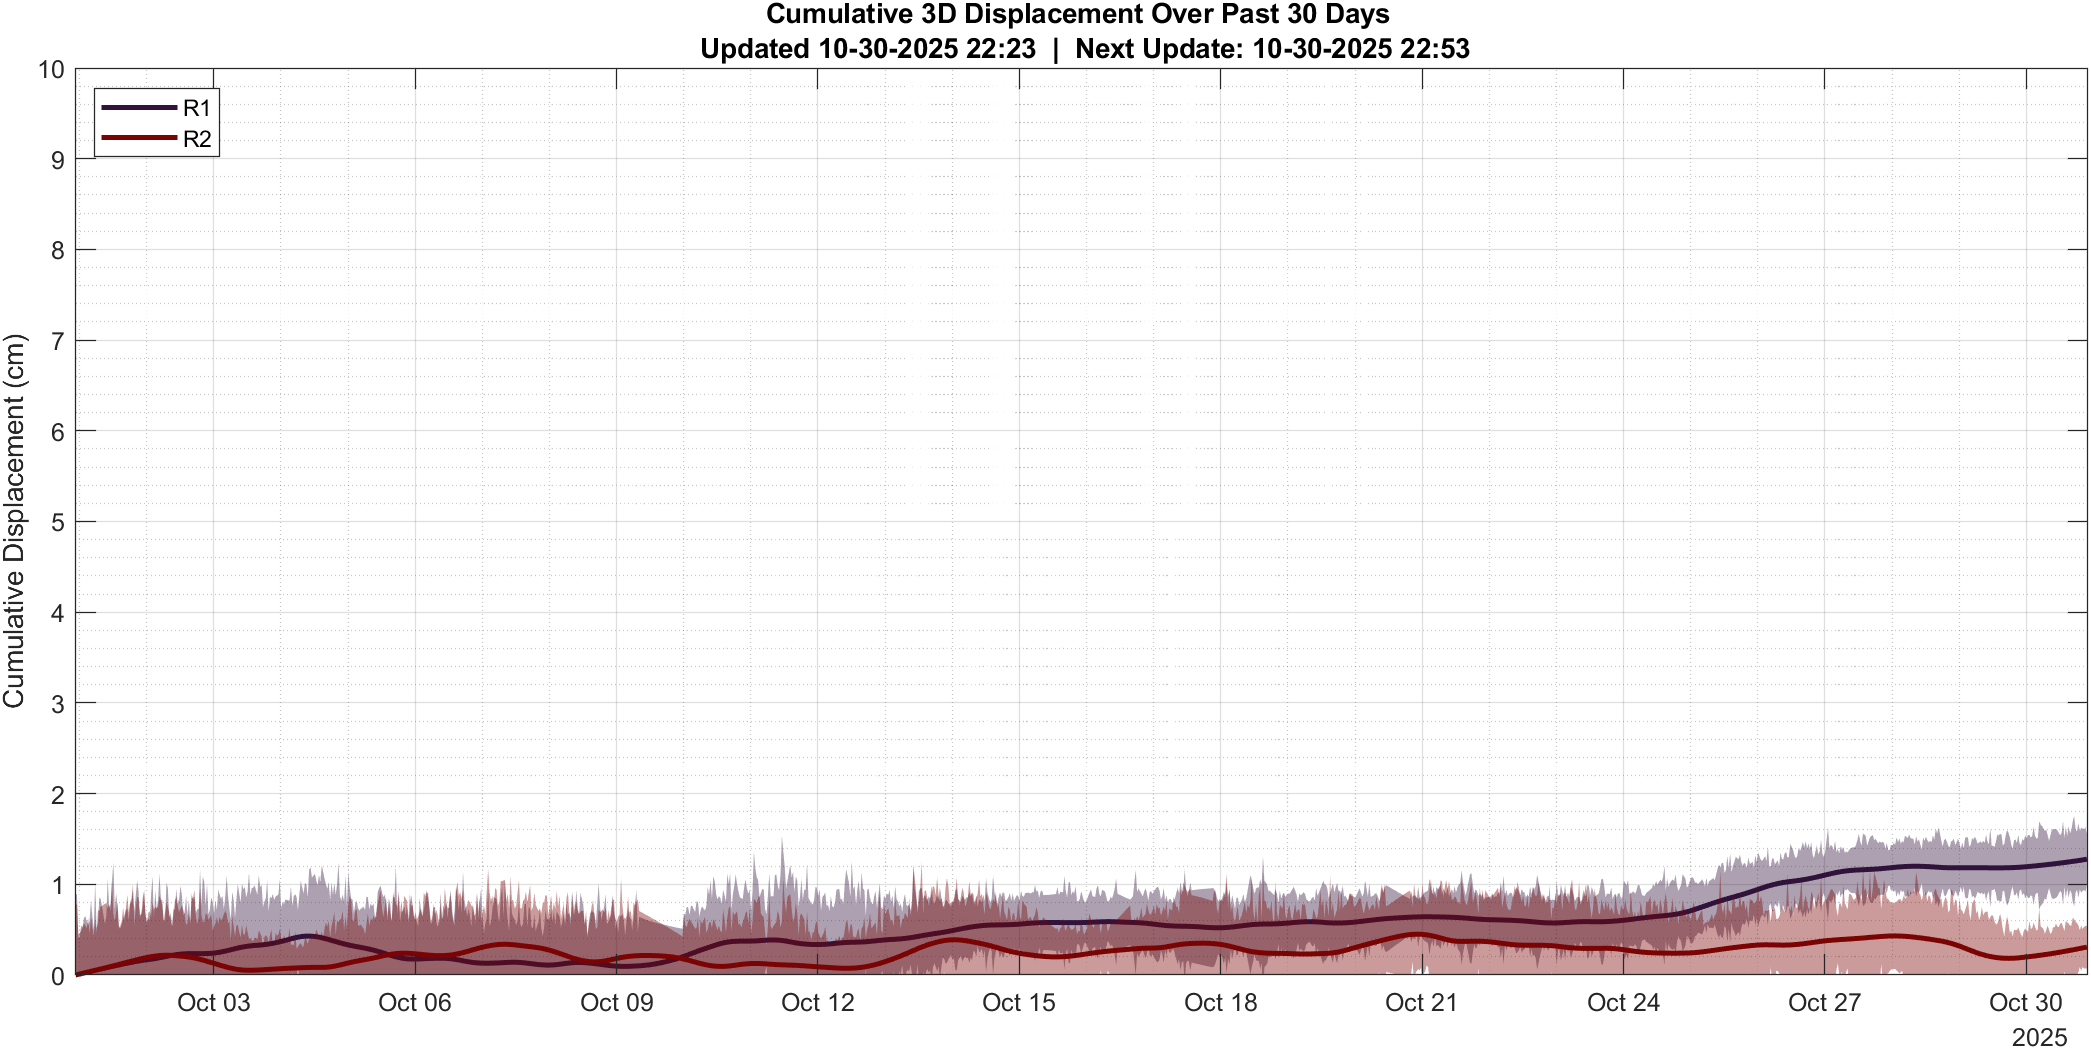 Cumulative 3D Displacement Over Past 30 Days
Updated 10-30-2025 22:23  |  Next Update: 10-30-2025 22:53
R1
R2
Cumulative Displacement (cm)
10
9
8
7
6
5
4
3
2
1
0
Oct 03
Oct 06
Oct 09
Oct 12
Oct 15
Oct 18
Oct 21
Oct 24
Oct 27
Oct 30
2025